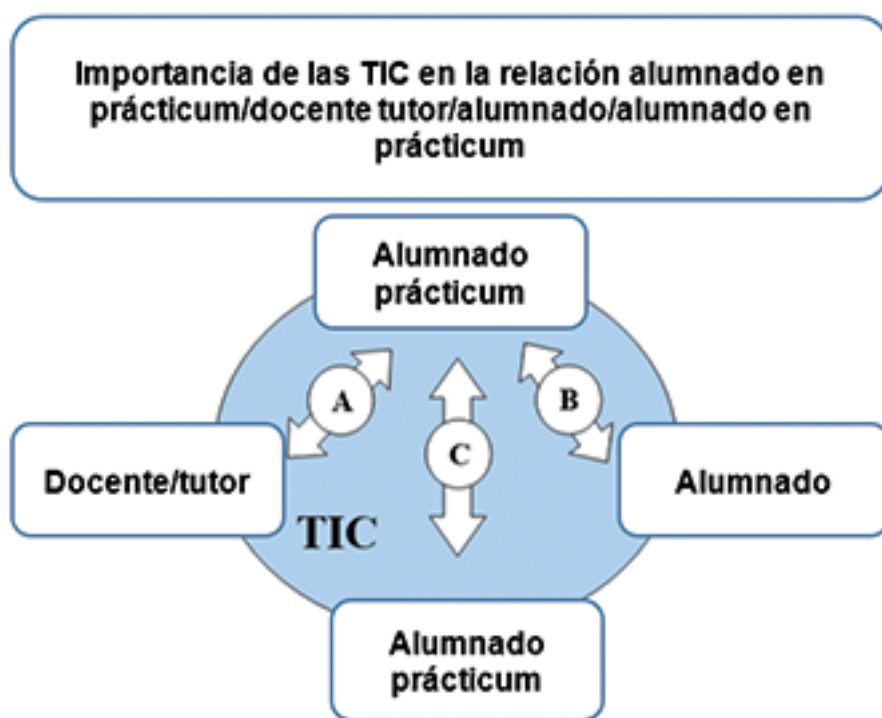 Importancia de las TIC en la relación alumnado en
prácticum/docente tutor/alumnado/alumnado en
prácticum
Alumnado
prácticum
A
B
C
Docente/tutor
Alumnado
TIC
Alumnado
prácticum